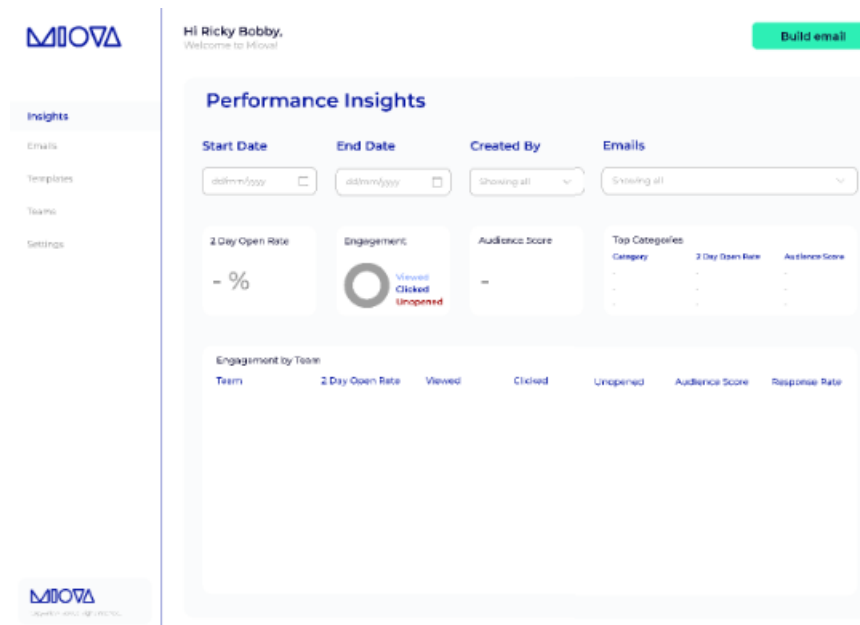 MIOVA
Hi Ricky Bobby,
Welcome to Miova!
Build email
Insights
Emails
Templates
Teams
Settings
Performance Insights
Start Date End Date Created By Emails
dd/mm/yyyy dd/mm/yyyy Showing all Showing all
2 Day Open Rate Engagement Audience Score Top Categories
Category 2 Day Open Rate Audience Score
- % Viewed -
Clicked
Unopened
Engagement by Team
Team 2 Day Open Rate Viewed Clicked Unopened Audience Score Response Rate
MIOVA